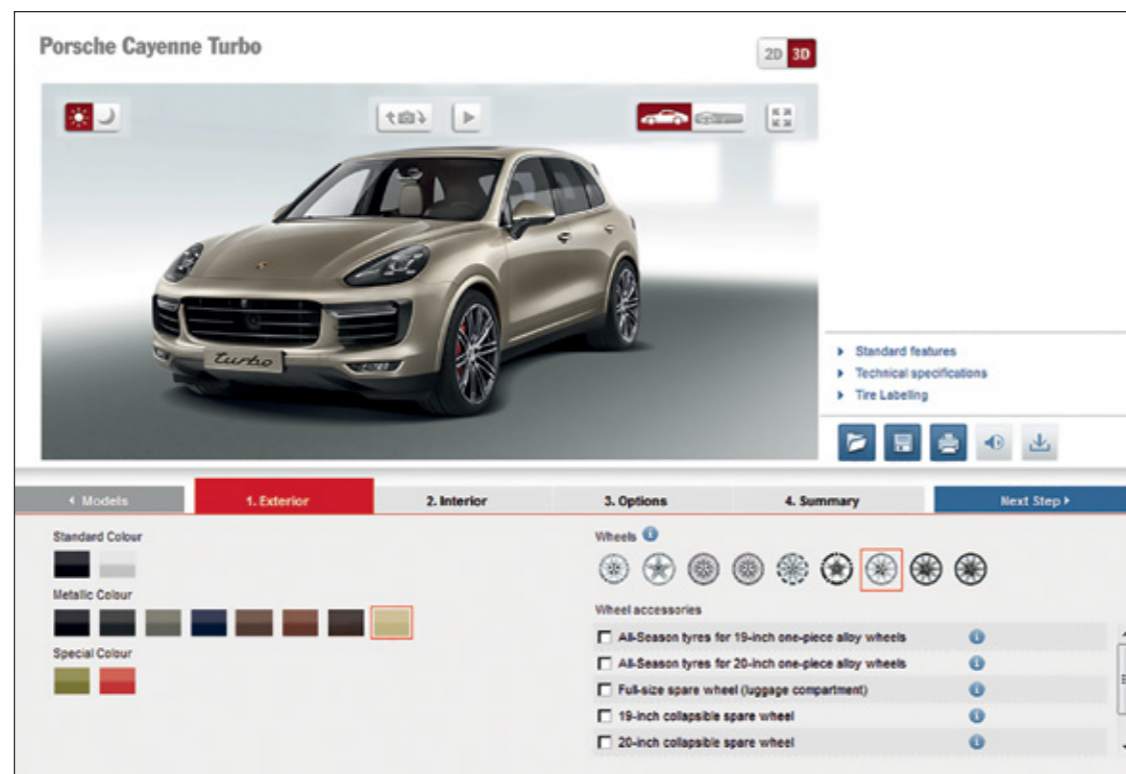 Porsche Cayenne Turbo
2D 3D
turbo
Standard features
Technical specifications
Tire Labelling
Models
1. Exterior
2. Interior
3. Options
4. Summary
Next Step
Standard Colour
Metallic Colour
Special Colour
Wheels
Wheel accessories
All-Season tyres for 19-inch one-piece alloy wheels
All-Season tyres for 20-inch one-piece alloy wheels
Full-size spare wheel (luggage compartment)
19-inch collapsible spare wheel
20-inch collapsible spare wheel